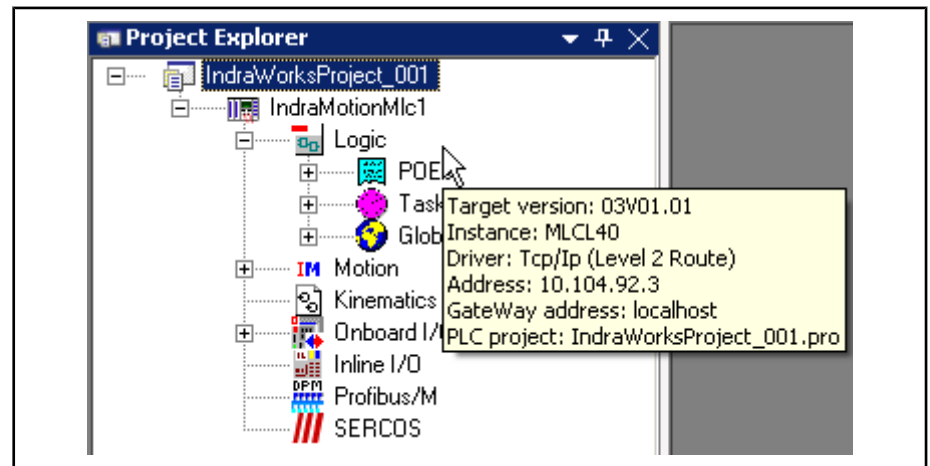 Project Explorer
IndraWorksProject_001
IndraMotionMlc1
Logic
POE
Task
Glob
IM Motion
Kinematics
Onboard I/
Inline I/O
DPM
Profibus/M
SERCOS
Target version: 03V01.01
Instance: MLCL40
Driver: Tcp/Ip (Level 2 Route)
Address: 10.104.92.3
GateWay address: localhost
PLC project: IndraWorksProject_001.pro